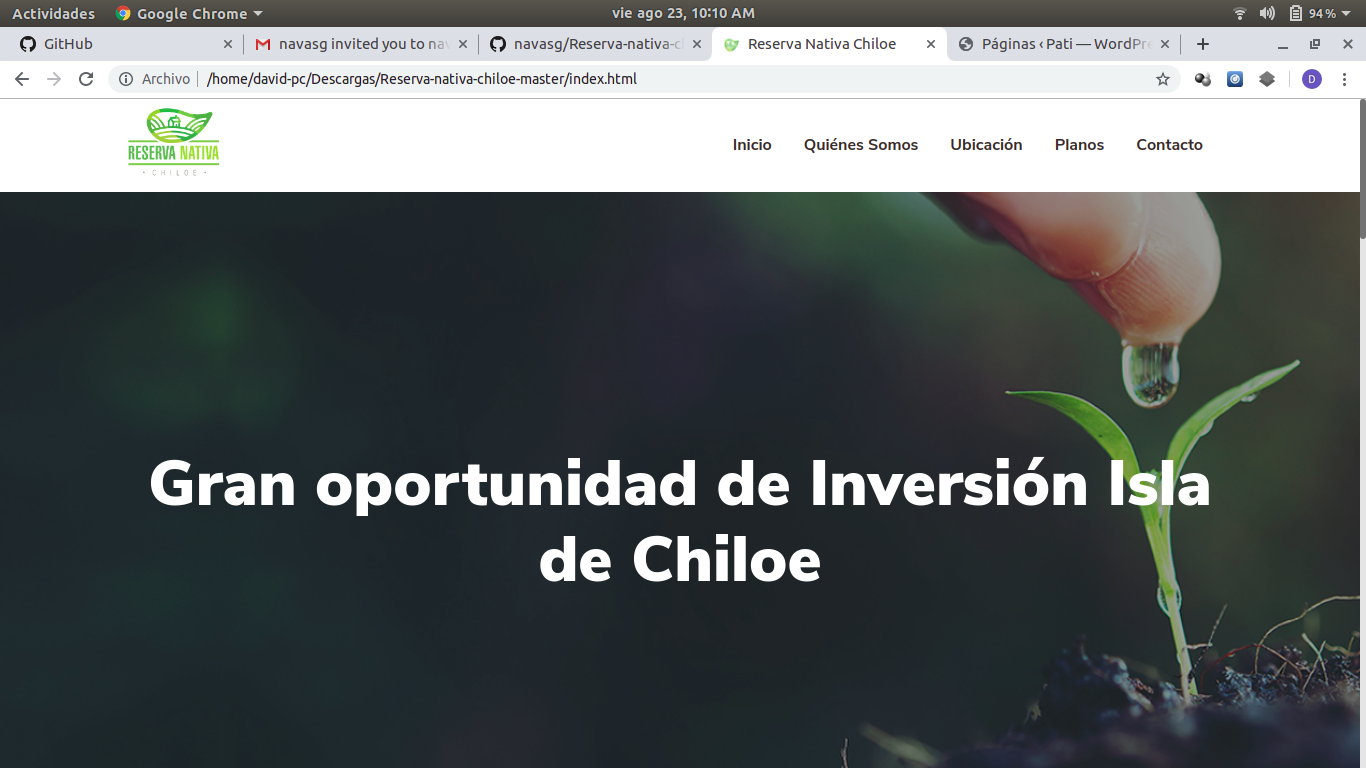 Actividades Google Chrome vie ago 23, 10:10 AM 94%
GitHub navasg invited you to nav navasg/Reserva-nativa-c Reserva Nativa Chiloe Páginas ‹ Pati — WordPre
Archivo /home/david-pc/Descargas/Reserva-nativa-chiloe-master/index.html D
RESERVA NATIVA
· CHILOE ·
Inicio Quiénes Somos Ubicación Planos Contacto
Gran oportunidad de Inversión Isla
de Chiloe